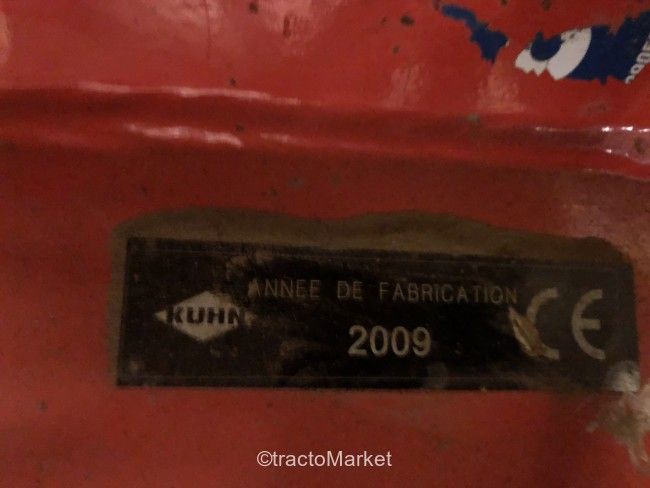 ANNEE DE FABRICATION
KUHN
2009
CE
©tractoMarket